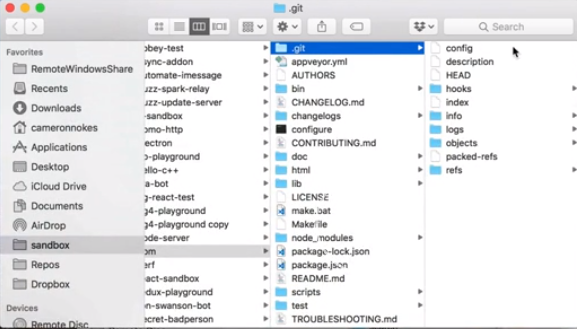 .git
Search
Favorites
RemoteWindowsShare
Recents
Downloads
cameronnokes
Applications
Desktop
iCloud Drive
Documents
AirDrop
sandbox
Repos
Dropbox
Devices
Remote Disc
bbey-test
sync-addon
utomate-imessage
uzz-spark-relay
uzz-update-server
-sandbox
omo-http
ectron
o-playground
ello-c++
a-bot
g-react-test
g4-playground
g4-playground copy
ode-server
om
erf
eact-sandbox
edux-playground
on-swanson-bot
ecret-badperson
.git
appveyor.yml
AUTHORS
bin
CHANGELOG.md
changelogs
configure
CONTRIBUTING.md
doc
html
lib
LICENSE
make.bat
Makefile
node_modules
package-lock.json
package.json
README.md
scripts
test
TROUBLESHOOTING.md
config
description
HEAD
hooks
index
info
logs
objects
packed-refs
refs